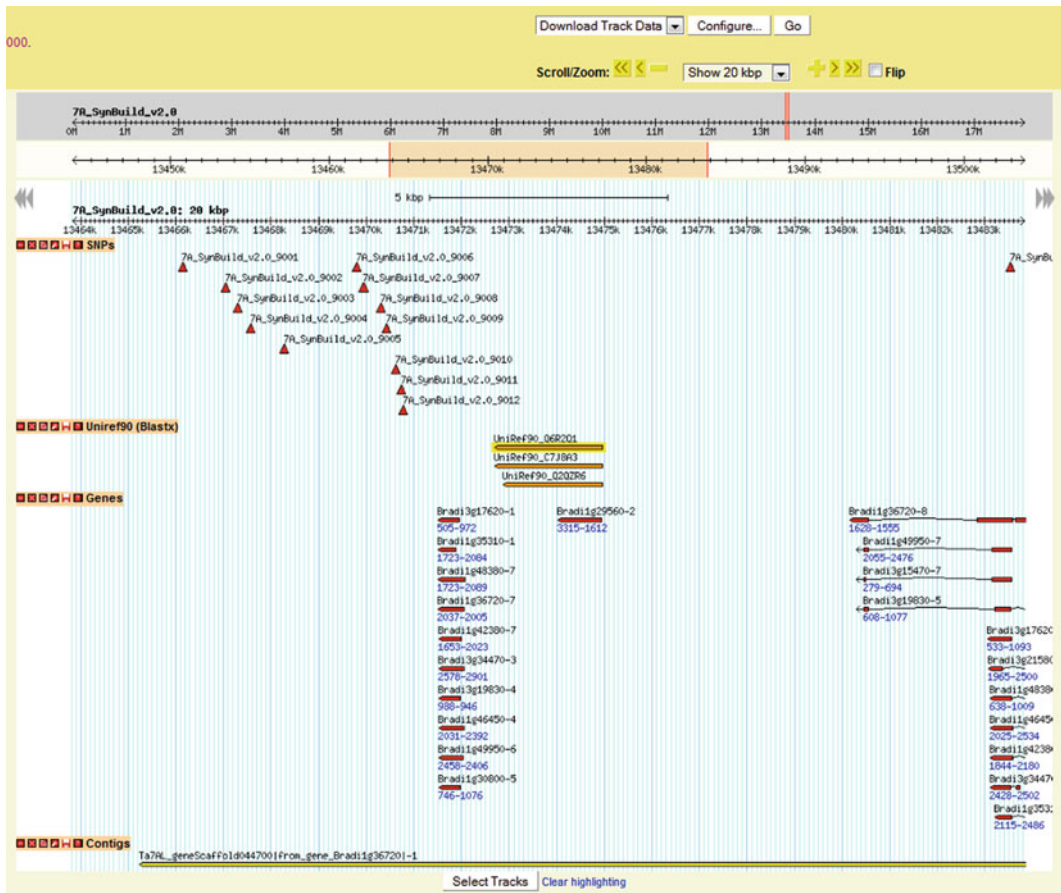 Download Track Data Configure... Go
000.
Scroll/Zoom: Show 20 kbp Flip
7A_SynBuild_v2.0
0M 1M 2M 3M 4M 5M 6M 7M 8M 9M 10M 11M 12M 13M 14M 15M 16M 17M
13450k 13460k 13470k 13480k 13490k 13500k
5 kbp
7A_SynBuild_v2.0: 20 kbp
13464k 13465k 13466k 13467k 13468k 13469k 13470k 13471k 13472k 13473k 13474k 13475k 13476k 13477k 13478k 13479k 13480k 13481k 13482k 13483k
SNPs
7A_SynBuild_v2.0_9001 7A_SynBuild_v2.0_9006 7A_SynBu
7A_SynBuild_v2.0_9002 7A_SynBuild_v2.0_9007
7A_SynBuild_v2.0_9003 7A_SynBuild_v2.0_9008
7A_SynBuild_v2.0_9004 7A_SynBuild_v2.0_9009
7A_SynBuild_v2.0_9005
7A_SynBuild_v2.0_9010
7A_SynBuild_v2.0_9011
7A_SynBuild_v2.0_9012
Uniref90 (Blastx)
UniRef90_Q6R2Q1
UniRef90_C7J8A3
UniRef90_Q2QZR6
Genes
Bradi3g17620-1 Bradi1g29560-2 Bradi1g36720-8
505-972 3315-1612 1628-1555
Bradi1g35310-1 Bradi1g49950-7
1723-2084 2055-2476
Bradi1g48380-7 Bradi3g15470-7
1723-2089 279-694
Bradi1g36720-7 Bradi3g19830-5
2037-2005 608-1077
Bradi1g42380-7 Bradi3g17620
1653-2023 533-1093
Bradi3g34470-3 Bradi3g21580
2578-2901 1965-2500
Bradi3g19830-4 Bradi1g4838
988-946 638-1009
Bradi1g46450-4 Bradi1g4645
2031-2392 2025-2534
Bradi1g49950-6 Bradi1g4238
2458-2406 1844-2180
Bradi1g30800-5 Bradi3g3447
746-1076 2428-2502
Bradi1g353
2115-2486
Contigs
Ta7AL_geneScaffold044700|from_gene_Bradi1g36720|-1
Select Tracks Clear highlighting